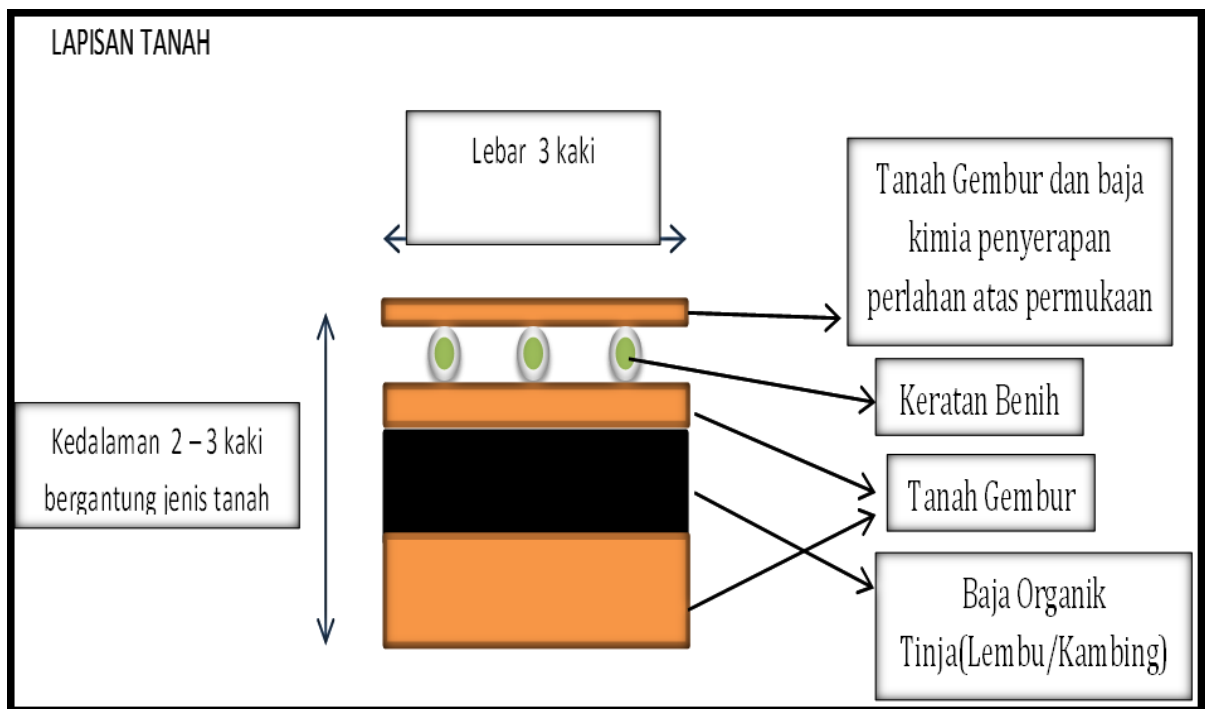 LAPISAN TANAH
Lebar 3 kaki
Tanah Gembur dan baja
kimia penyerapan
perlahan atas permukaan
Keratan Benih
Kedalaman 2 – 3 kaki
bergantung jenis tanah
Tanah Gembur
Baja Organik
Tinja(Lembu/Kambing)